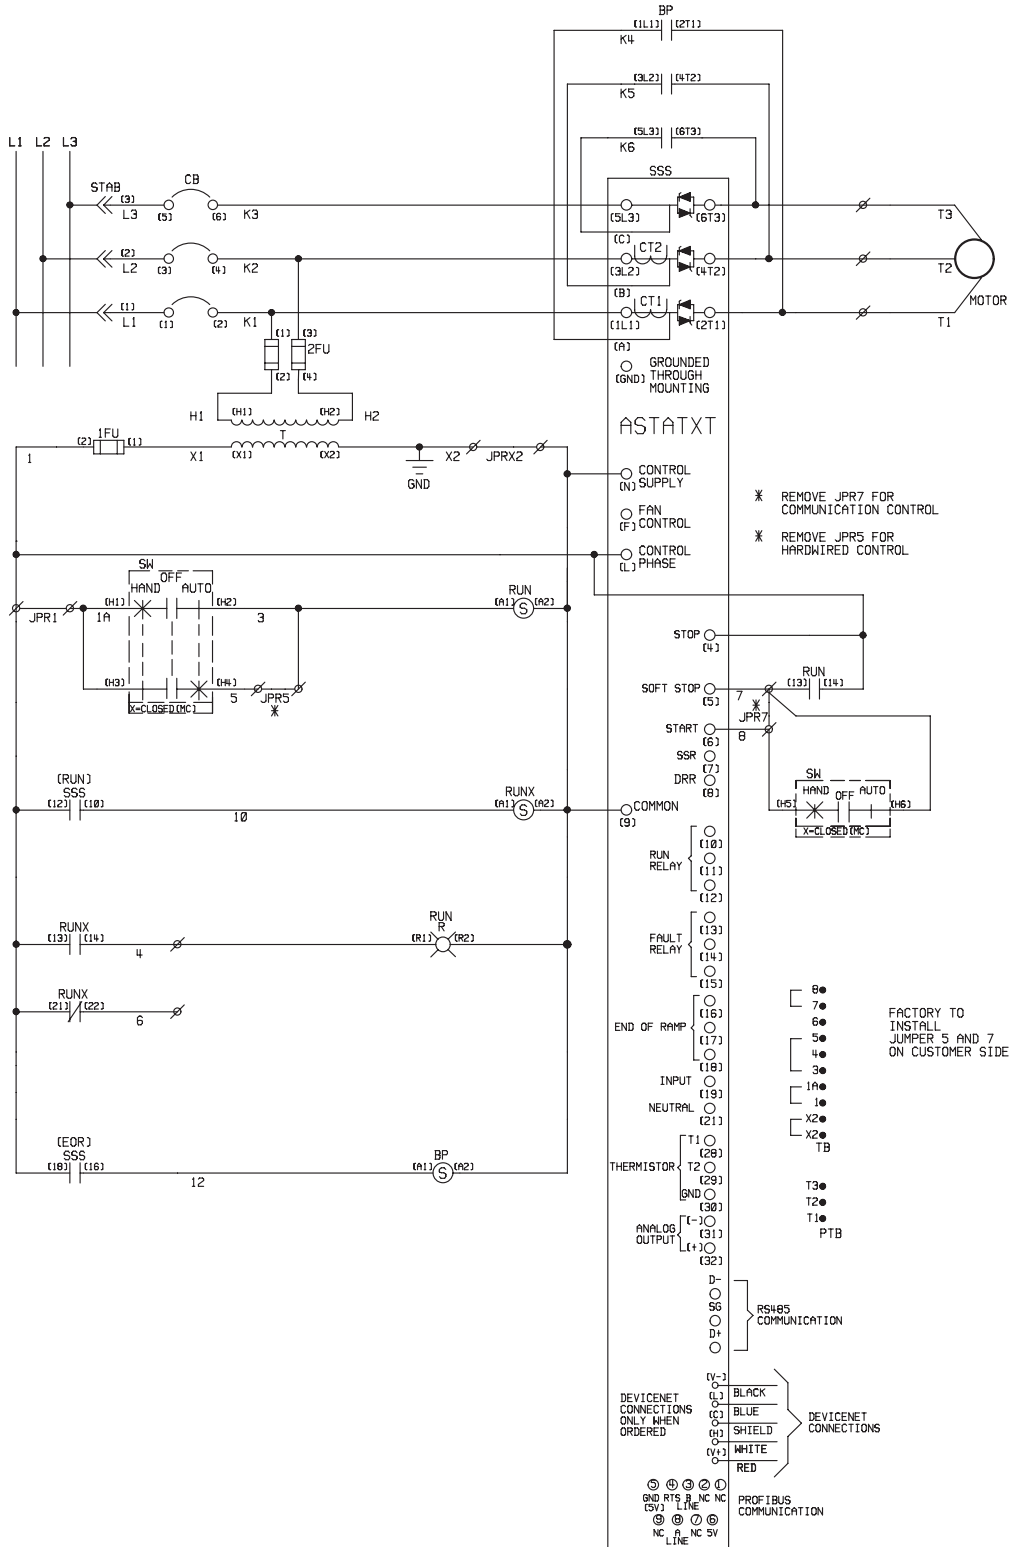 BP
(1L1) (2T1)
K4
(3L2) (4T2)
K5
(5L3) (6T3)
K6
L1 L2 L3
SSS
STAB
CB
(3)
L3
(5) (6)
K3
(5L3) (6T3)
T3
(C)
CT2
(2)
L2
(3) (4)
K2
(3L2) (4T2)
T2
(B)
CT1
MOTOR
(1)
L1
(1) (2)
K1
(1L1) (2T1)
T1
(A)
(1) (3)
2FU
(2) (4)
(GND)
GROUNDED
THROUGH
MOUNTING
H1 (H1) (H2) H2
ASTATXT
1FU
(2) (1)
T
1
X1 (X1) (X2)
X2 JPRX2
GND
(N)
CONTROL
SUPPLY
(F)
FAN
CONTROL
(L)
CONTROL
PHASE
* REMOVE JPR7 FOR
COMMUNICATION CONTROL
* REMOVE JPR5 FOR
HARDWIRED CONTROL
SW
OFF
HAND AUTO
RUN
JPR1 1A (H1) (H2) 3 (A1) S (A2)
(H3) (H4) 5 JPR5
*
X=CLOSED(MC)
STOP
(4)
SOFT STOP
(5)
7
RUN
(13) (14)
*
JPR7
START
(6)
8
SSR
(7)
DRR
(8)
SW
HAND OFF AUTO
(H5) (H6)
X=CLOSED(MC)
(RUN)
SSS
(12) (10)
10
RUNX
(A1) S (A2)
COMMON
(9)
(10)
RUN
RELAY
(11)
(12)
RUNX
(13) (14)
4
RUN
R
(R1) (R2)
(13)
FAULT
RELAY
(14)
(15)
RUNX
(21) (22)
6
(16)
END OF RAMP
(17)
(18)
INPUT
(19)
NEUTRAL
(21)
8
7
6
5
4
3
1A
1
X2
X2
TB
T3
T2
T1
PTB
FACTORY TO
INSTALL
JUMPER 5 AND 7
ON CUSTOMER SIDE
(EOR)
SSS
(18) (16)
12
BP
(A1) S (A2)
T1
(28)
THERMISTOR T2
(29)
GND
(30)
ANALOG
OUTPUT
(-)
(31)
(+)
(32)
D-
SG
D+
RS485
COMMUNICATION
DEVICENET
CONNECTIONS
ONLY WHEN
ORDERED
(V-)
BLACK
(L)
BLUE
(C)
SHIELD
(H)
WHITE
(V+)
RED
DEVICENET
CONNECTIONS
5 4 3 2 1
GND RTS B NC NC
(5V) LINE
9 8 7 6
NC A NC 5V
LINE
PROFIBUS
COMMUNICATION